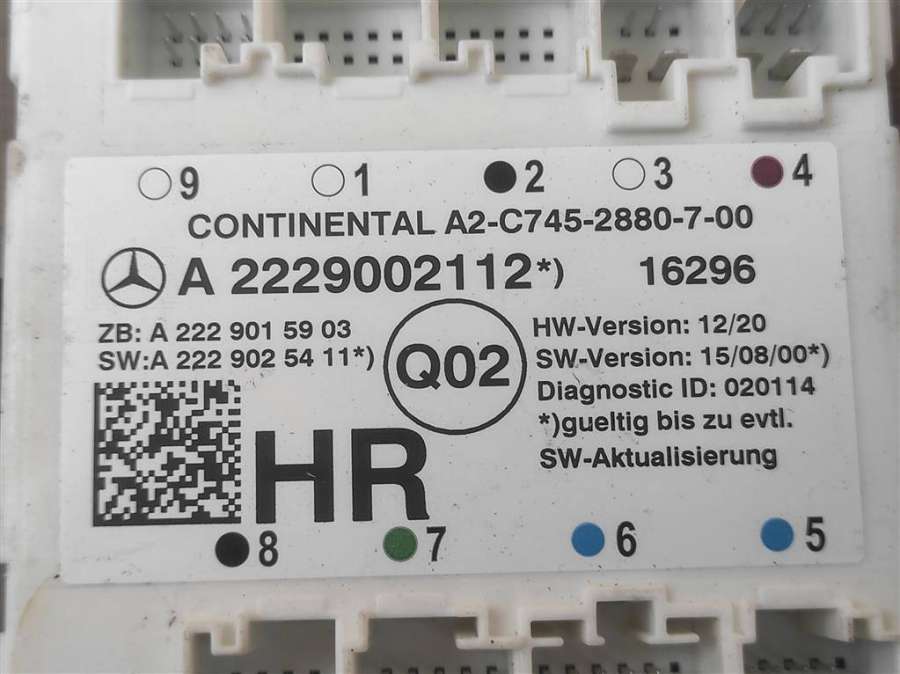 9 1 2 3 4
CONTINENTAL A2-C745-2880-7-00
A 2229002112*) 16296
ZB: A 222 901 59 03
SW:A 222 902 54 11*)
Q02
HW-Version: 12/20
SW-Version: 15/08/00*)
Diagnostic ID: 020114
*)gueltig bis zu evtl.
SW-Aktualisierung
HR
8 7 6 5